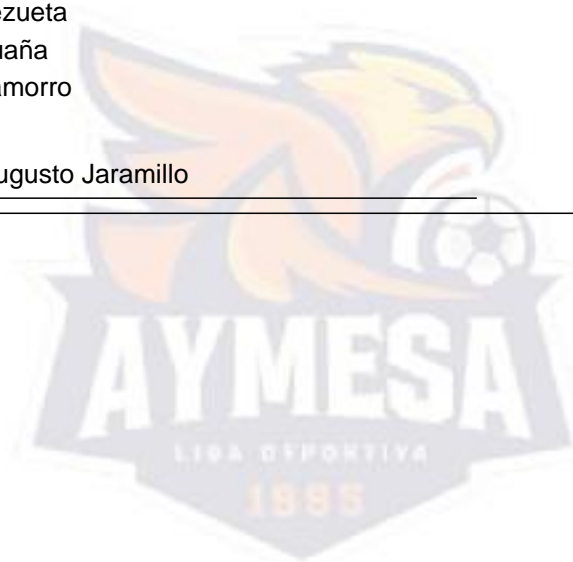 ezueta
uaña
amorro
ugusto Jaramillo
AYMESA
LIGA DEPORTIVA
1995